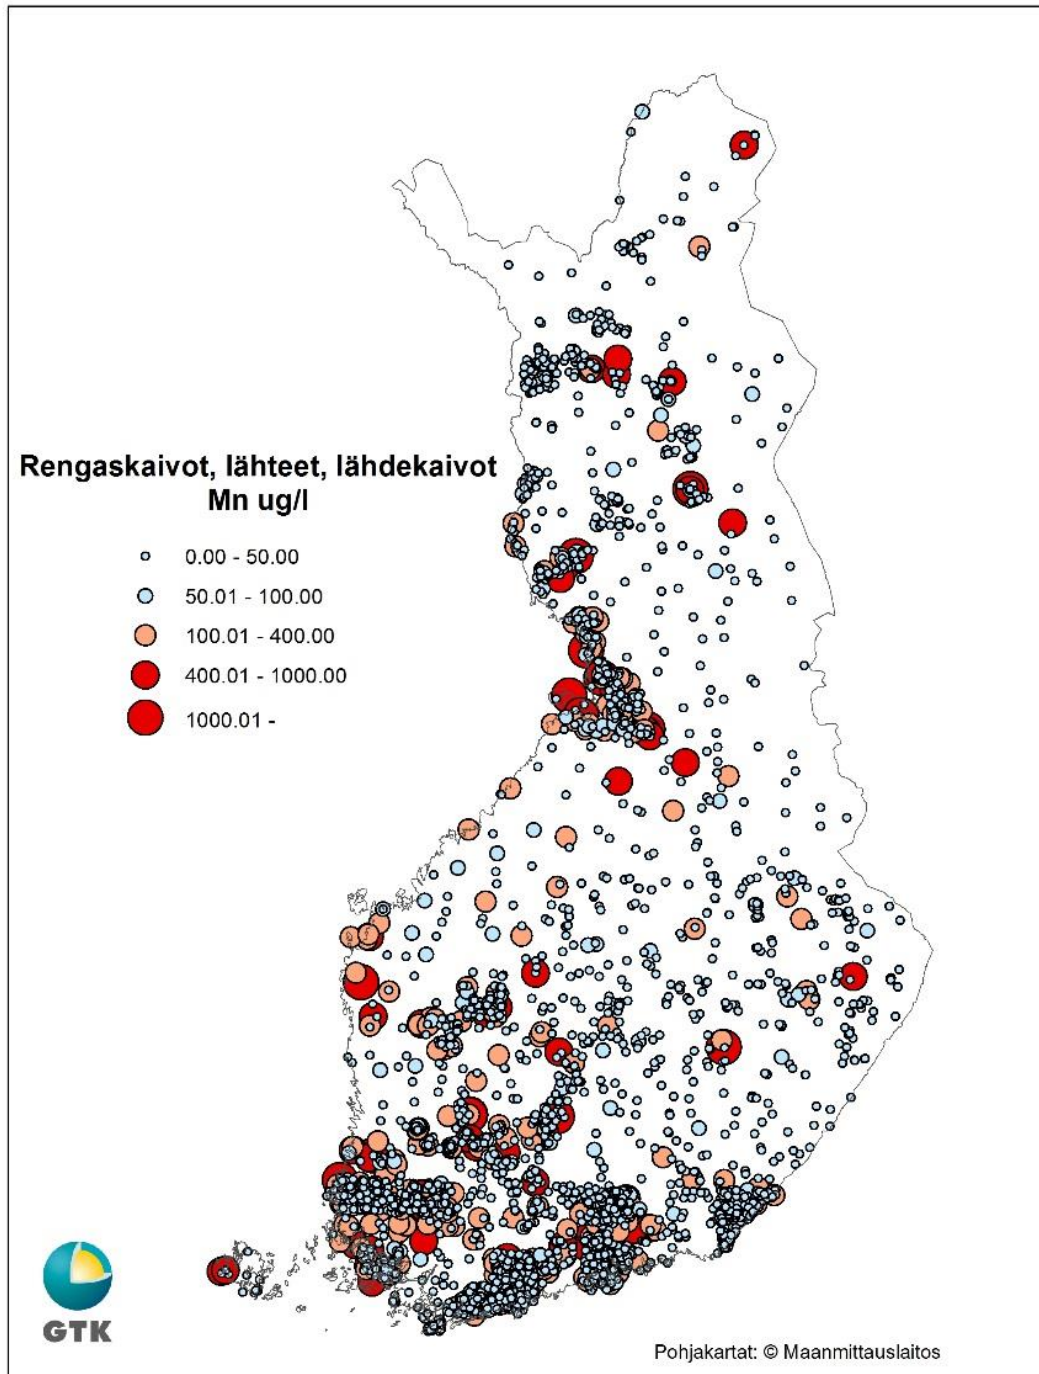 Rengaskaivot, lähteet, lähdekaivot
Mn ug/l
0.00 - 50.00
50.01 - 100.00
100.01 - 400.00
400.01 - 1000.00
1000.01 -
GTK
Pohjakartat: © Maanmittauslaitos